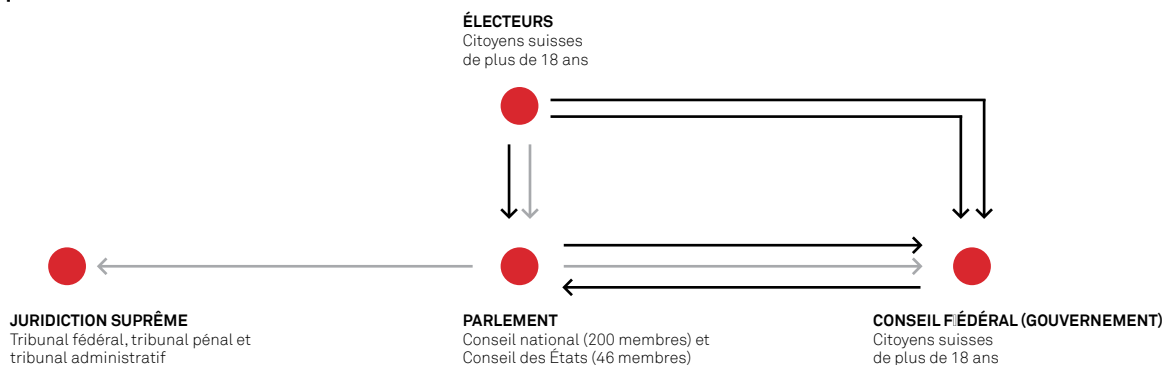 ÉLECTEURS
Citoyens suisses
de plus de 18 ans
JURIDICTION SUPRÊME
Tribunal fédéral, tribunal pénal et
tribunal administratif
PARLEMENT
Conseil national (200 membres) et
Conseil des États (46 membres)
CONSEIL F▯ÉDÉRAL (GOUVERNEMENT)
Citoyens suisses
de plus de 18 ans